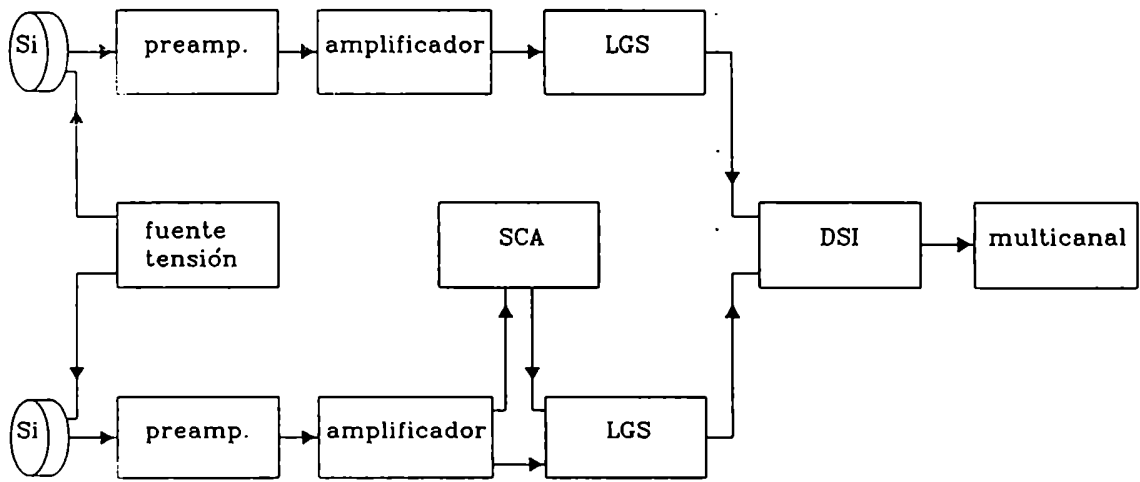 Si
preamp.
amplificador
LGS
fuente
tensión
SCA
DSI
multicanal
Si
preamp.
amplificador
LGS